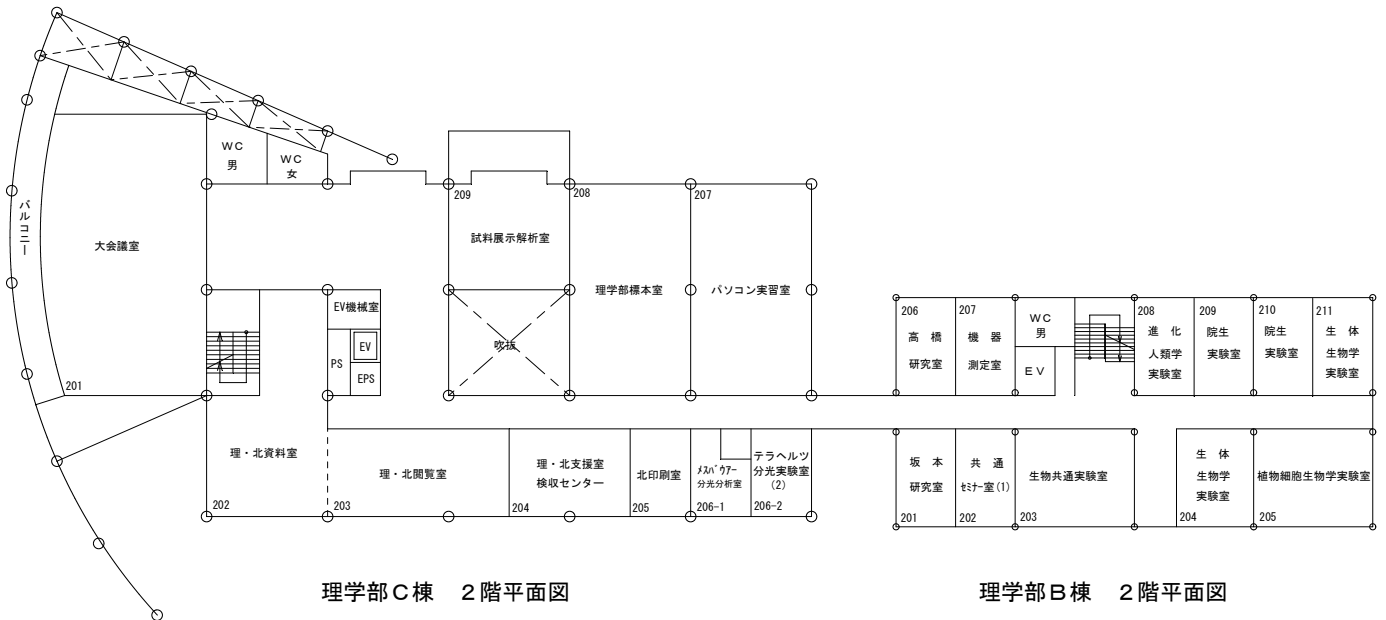 WC
男
WC
女
バルコニー
大会議室
201
209
試料展示解析室
208
理学部標本室
207
パソコン実習室
吹抜
EV機械室
PS
EV
EPS
理・北資料室
202
理・北閲覧室
203
理・北支援室
検収センター
204
北印刷室
205
メスバウアー
分光分析室
206-1
テラヘルツ
分光実験室
(2)
206-2
206
高橋
研究室
207
機器
測定室
WC
男
EV
208
進化
人類学
実験室
209
院生
実験室
210
院生
実験室
211
生体
生物学
実験室
坂本
研究室
201
共通
セミナー室(1)
202
生物共通実験室
203
生体
生物学
実験室
204
植物細胞生物学実験室
205
理学部C棟 2階平面図
理学部B棟 2階平面図